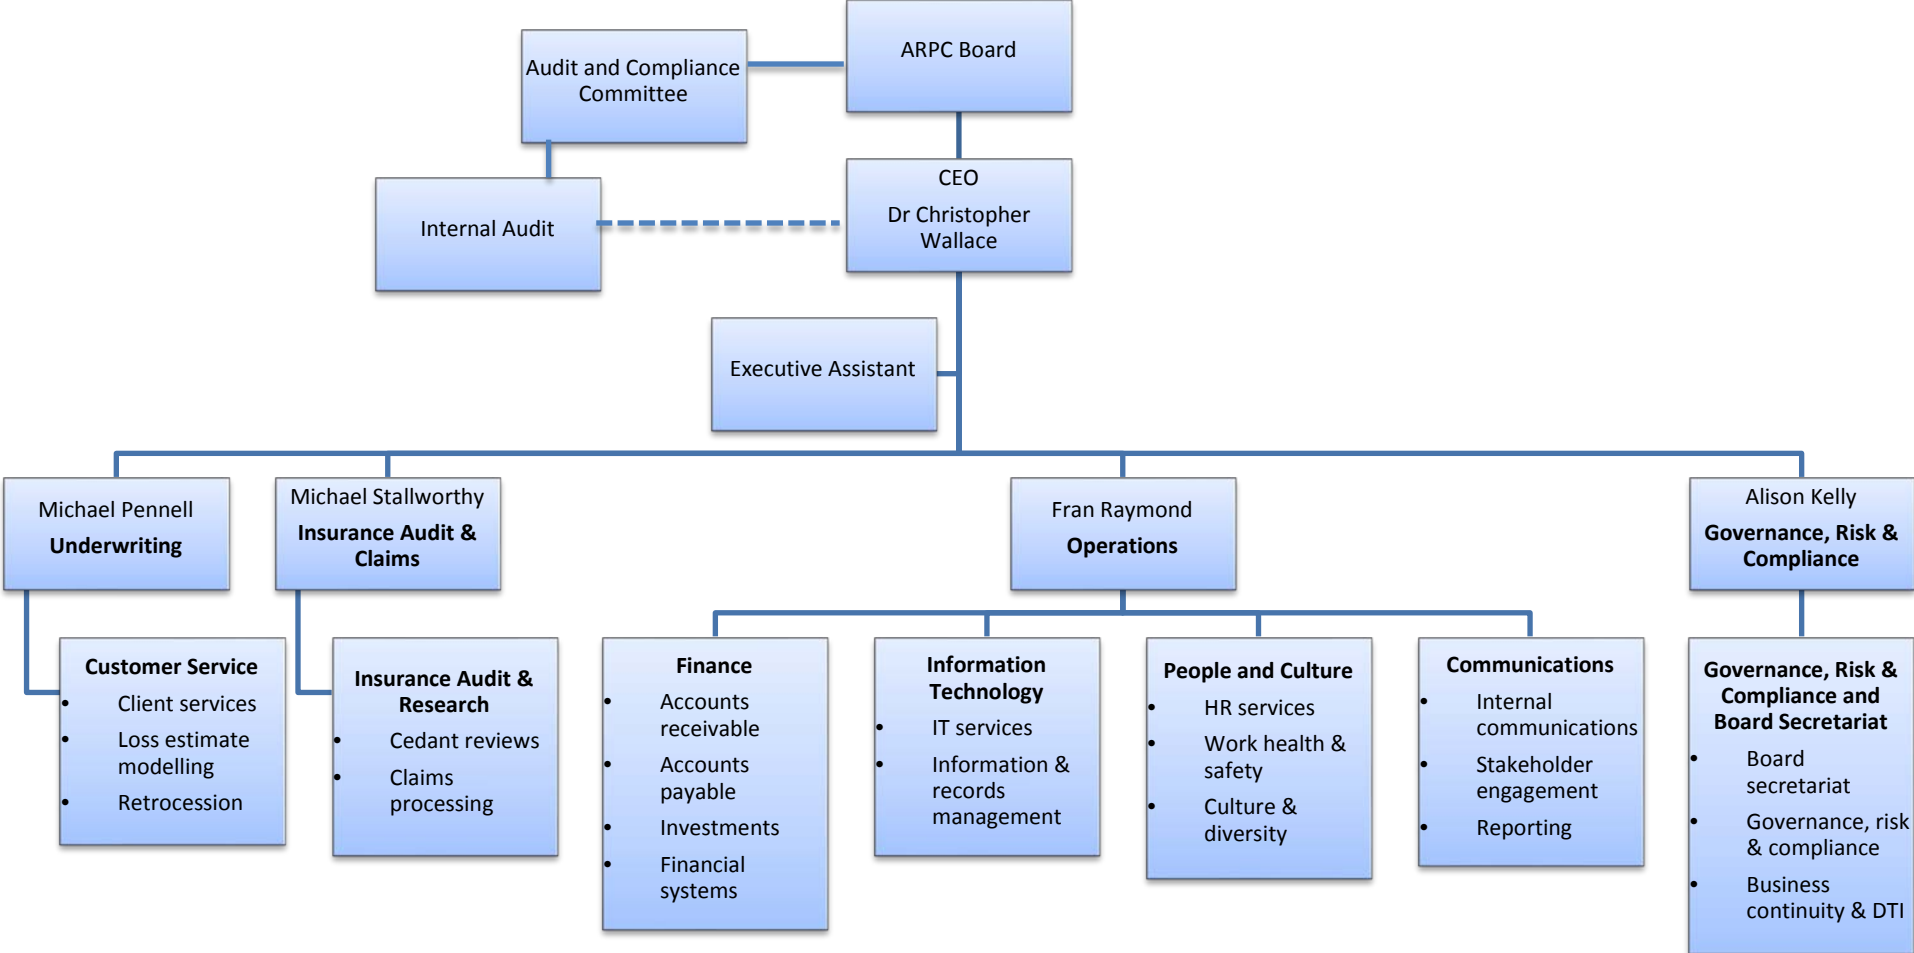 ARPC Board
Audit and Compliance
Committee
CEO
Dr Christopher
Wallace
Internal Audit
Executive Assistant
Michael Pennell
Underwriting
Michael Stallworthy
Insurance Audit &
Claims
Fran Raymond
Operations
Alison Kelly
Governance, Risk &
Compliance
Customer Service
• Client services
• Loss estimate
modelling
• Retrocession
Insurance Audit &
Research
• Cedant reviews
• Claims
processing
Finance
• Accounts
receivable
• Accounts
payable
• Investments
• Financial
systems
Information
Technology
• IT services
• Information &
records
management
People and Culture
• HR services
• Work health &
safety
• Culture &
diversity
Communications
• Internal
communications
• Stakeholder
engagement
• Reporting
Governance, Risk &
Compliance and
Board Secretariat
• Board
secretariat
• Governance, risk
& compliance
• Business
continuity & DTI